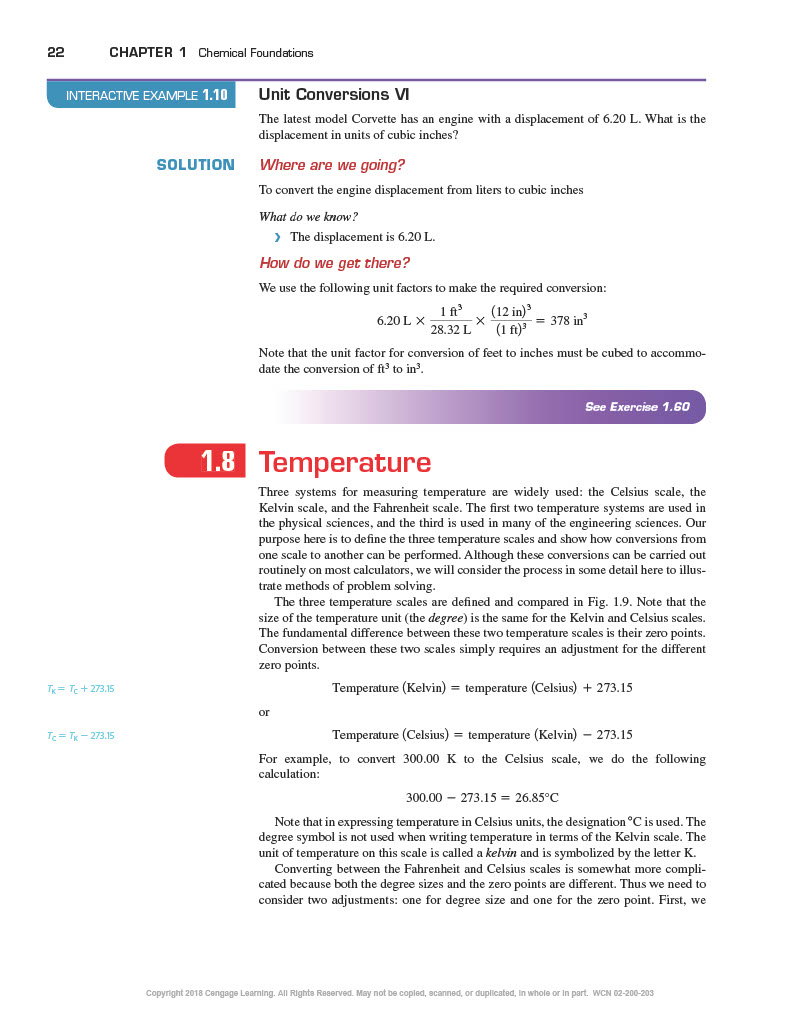 22 CHAPTER 1 Chemical Foundations
INTERACTIVE EXAMPLE 1.10
Unit Conversions VI
The latest model Corvette has an engine with a displacement of 6.20 L. What is the
displacement in units of cubic inches?
SOLUTION
Where are we going?
To convert the engine displacement from liters to cubic inches
What do we know?
❯ The displacement is 6.20 L.
How do we get there?
We use the following unit factors to make the required conversion:
6.20 L × 1 ft³/28.32 L × (12 in)³/(1 ft)³ = 378 in³
Note that the unit factor for conversion of feet to inches must be cubed to accommo-
date the conversion of ft³ to in³.
See Exercise 1.60
1.8 Temperature
Three systems for measuring temperature are widely used: the Celsius scale, the
Kelvin scale, and the Fahrenheit scale. The first two temperature systems are used in
the physical sciences, and the third is used in many of the engineering sciences. Our
purpose here is to define the three temperature scales and show how conversions from
one scale to another can be performed. Although these conversions can be carried out
routinely on most calculators, we will consider the process in some detail here to illus-
trate methods of problem solving.
The three temperature scales are defined and compared in Fig. 1.9. Note that the
size of the temperature unit (the degree) is the same for the Kelvin and Celsius scales.
The fundamental difference between these two temperature scales is their zero points.
Conversion between these two scales simply requires an adjustment for the different
zero points.
T_K = T_C + 273.15
Temperature (Kelvin) = temperature (Celsius) + 273.15
or
T_C = T_K − 273.15
Temperature (Celsius) = temperature (Kelvin) − 273.15
For example, to convert 300.00 K to the Celsius scale, we do the following
calculation:
300.00 − 273.15 = 26.85°C
Note that in expressing temperature in Celsius units, the designation °C is used. The
degree symbol is not used when writing temperature in terms of the Kelvin scale. The
unit of temperature on this scale is called a kelvin and is symbolized by the letter K.
Converting between the Fahrenheit and Celsius scales is somewhat more compli-
cated because both the degree sizes and the zero points are different. Thus we need to
consider two adjustments: one for degree size and one for the zero point. First, we
Copyright 2018 Cengage Learning. All Rights Reserved. May not be copied, scanned, or duplicated, in whole or in part. WCN 02-200-203